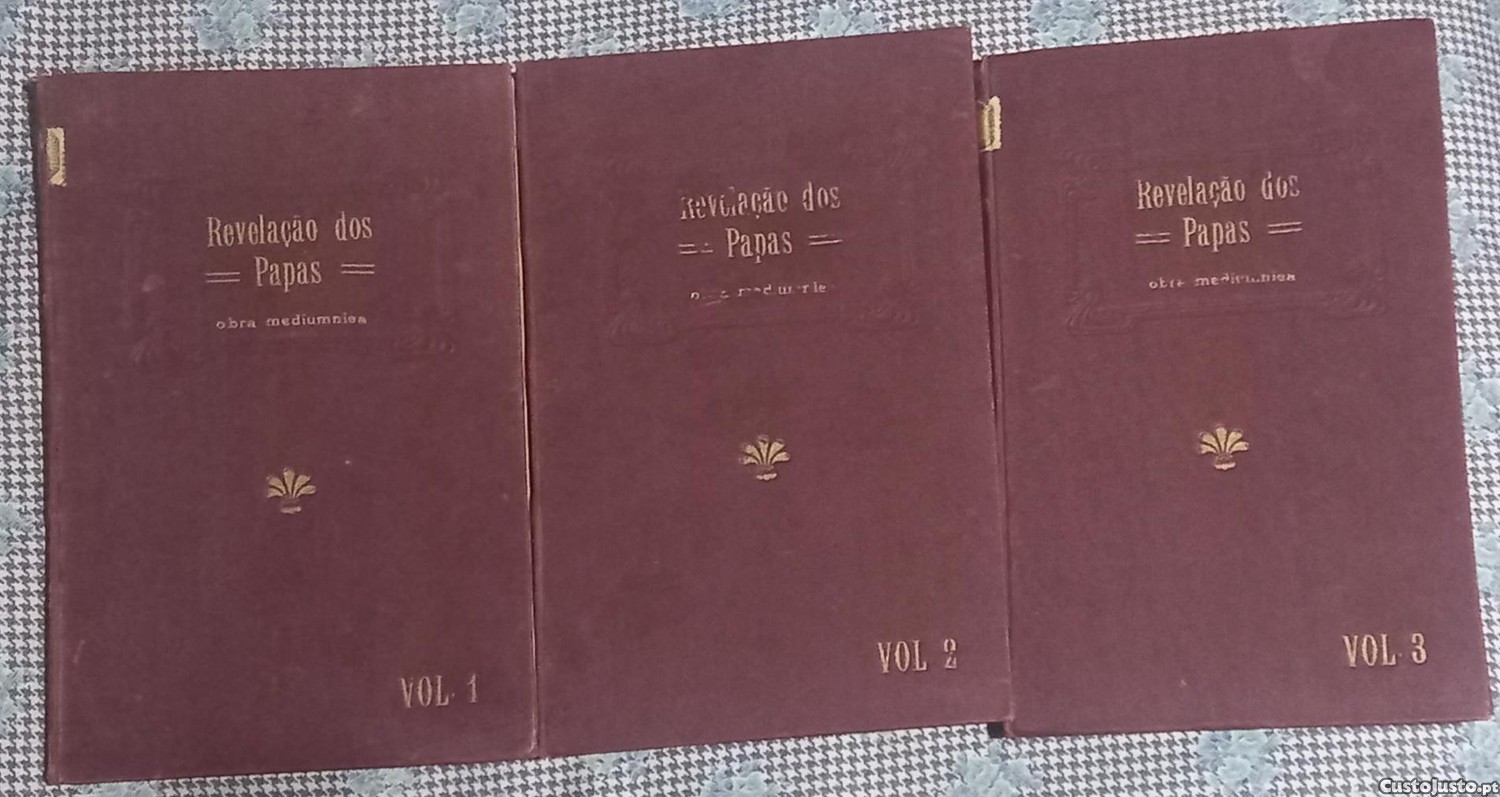 Revelação dos
Papas
obra mediumnica
VOL. 1
Revelação dos
Papas
VOL 2
Revelação dos
Papas
obra mediumnica
VOL. 3
CustoJusto.pt